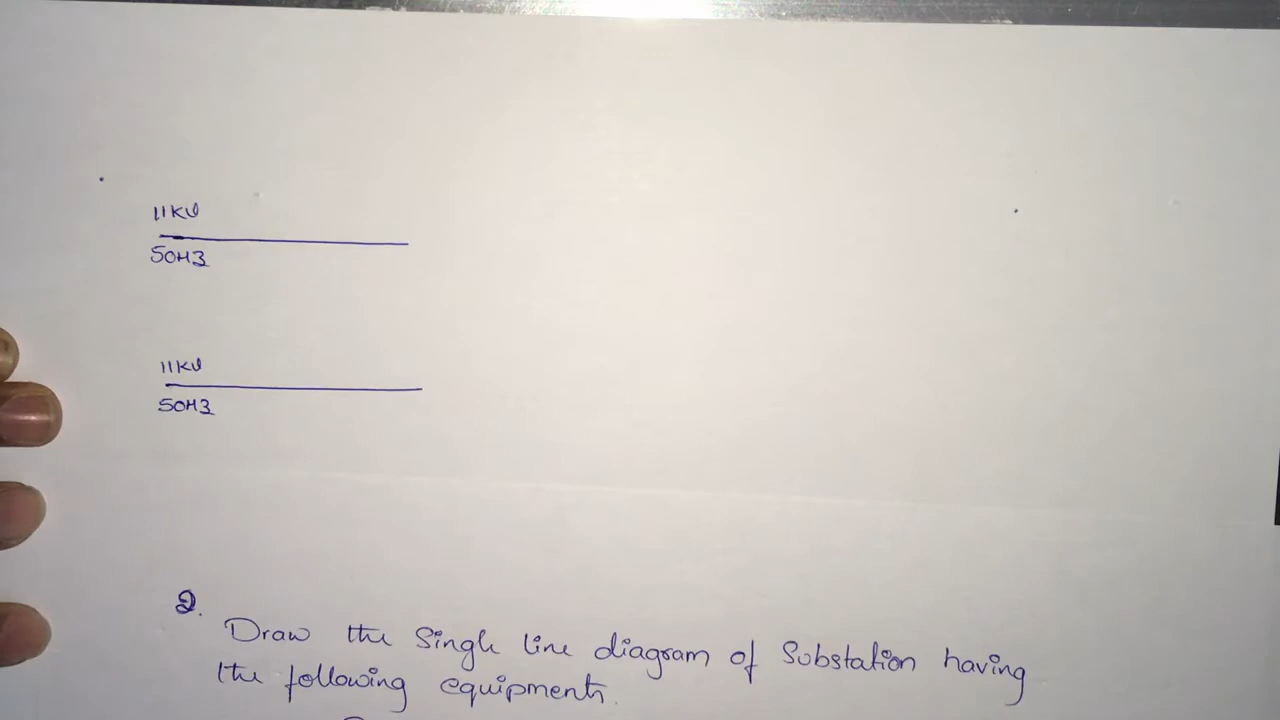 11KV
50HZ
11KV
50HZ
2.
Draw the Single line diagram of Substation having
the following equipments.